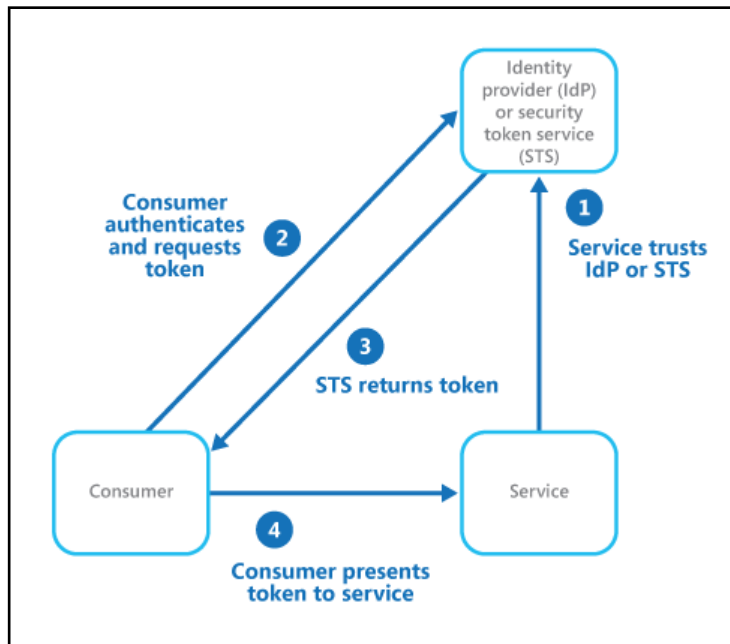 Identity
provider (IdP)
or security
token service
(STS)
1
Service trusts
IdP or STS
Consumer
authenticates
and requests
token
2
3
STS returns token
Consumer
Service
4
Consumer presents
token to service